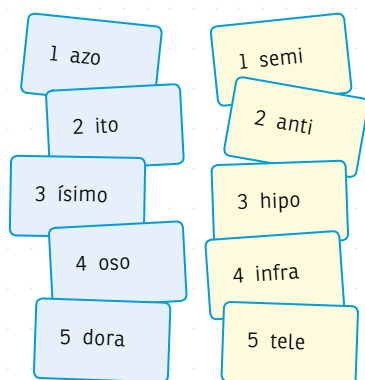 1 azo
2 ito
3 ísimo
4 oso
5 dora
1 semi
2 anti
3 hipo
4 infra
5 tele